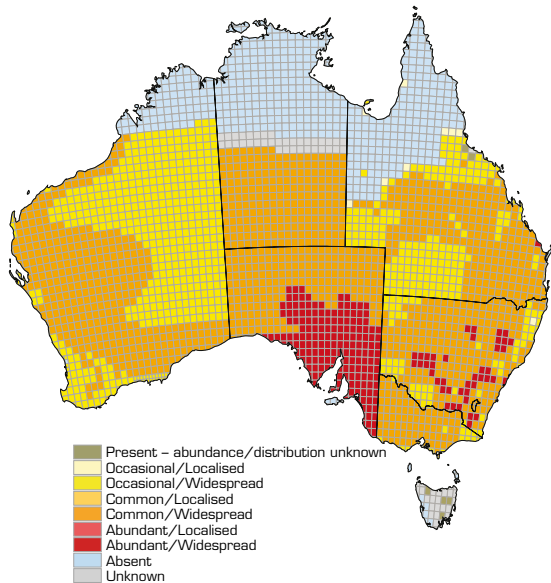 Present – abundance/distribution unknown
Occasional/Localised
Occasional/Widespread
Common/Localised
Common/Widespread
Abundant/Localised
Abundant/Widespread
Absent
Unknown